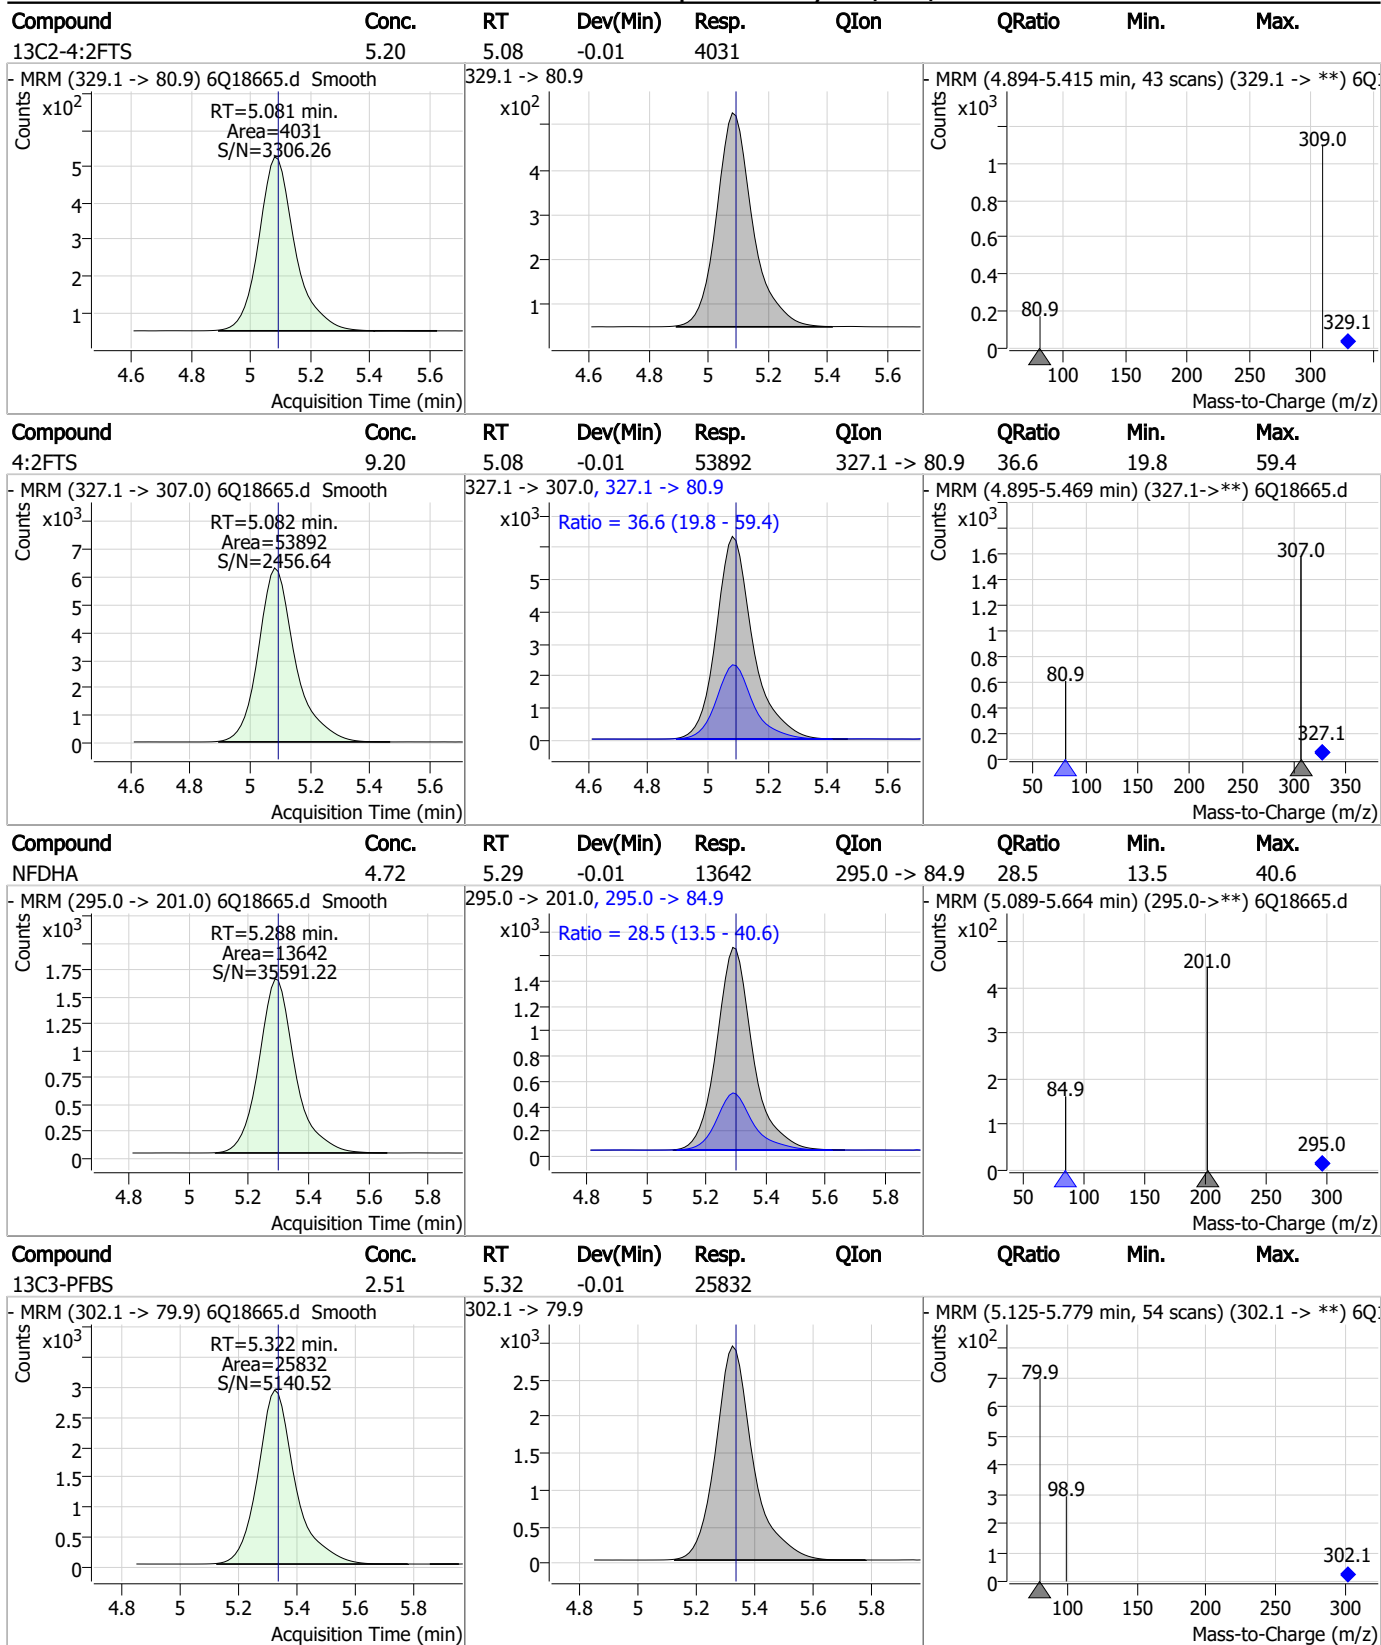 Compound Conc. RT Dev(Min) Resp. QIon QRatio Min. Max.
13C2-4:2FTS 5.20 5.08 -0.01 4031
- MRM (329.1 -> 80.9) 6Q18665.d Smooth
Counts
x10²
RT=5.081 min.
Area=4031
S/N=3306.26
5
4
3
2
1
4.6 4.8 5 5.2 5.4 5.6
Acquisition Time (min)
329.1 -> 80.9
x10²
4
3
2
1
4.6 4.8 5 5.2 5.4 5.6
- MRM (4.894-5.415 min, 43 scans) (329.1 -> **) 6Q1
Counts
x10³
309.0
1
0.8
0.6
0.4
0.2
0
80.9
329.1
100 150 200 250 300
Mass-to-Charge (m/z)
Compound Conc. RT Dev(Min) Resp. QIon QRatio Min. Max.
4:2FTS 9.20 5.08 -0.01 53892 327.1 -> 80.9 36.6 19.8 59.4
- MRM (327.1 -> 307.0) 6Q18665.d Smooth
Counts
x10³
RT=5.082 min.
Area=53892
S/N=2456.64
7
6
5
4
3
2
1
0
4.6 4.8 5 5.2 5.4 5.6
Acquisition Time (min)
327.1 -> 307.0, 327.1 -> 80.9
x10³
Ratio = 36.6 (19.8 - 59.4)
5
4
3
2
1
0
4.6 4.8 5 5.2 5.4 5.6
- MRM (4.895-5.469 min) (327.1->**) 6Q18665.d
Counts
x10³
307.0
1.6
1.4
1.2
1
0.8
0.6
0.4
0.2
0
80.9
327.1
50 100 150 200 250 300 350
Mass-to-Charge (m/z)
Compound Conc. RT Dev(Min) Resp. QIon QRatio Min. Max.
NFDHA 4.72 5.29 -0.01 13642 295.0 -> 84.9 28.5 13.5 40.6
- MRM (295.0 -> 201.0) 6Q18665.d Smooth
Counts
x10³
RT=5.288 min.
Area=13642
S/N=35591.22
1.75
1.5
1.25
1
0.75
0.5
0.25
0
4.8 5 5.2 5.4 5.6 5.8
Acquisition Time (min)
295.0 -> 201.0, 295.0 -> 84.9
x10³
Ratio = 28.5 (13.5 - 40.6)
1.4
1.2
1
0.8
0.6
0.4
0.2
0
4.8 5 5.2 5.4 5.6 5.8
- MRM (5.089-5.664 min) (295.0->**) 6Q18665.d
Counts
x10²
201.0
4
3
2
1
0
84.9
295.0
50 100 150 200 250 300
Mass-to-Charge (m/z)
Compound Conc. RT Dev(Min) Resp. QIon QRatio Min. Max.
13C3-PFBS 2.51 5.32 -0.01 25832
- MRM (302.1 -> 79.9) 6Q18665.d Smooth
Counts
x10³
RT=5.322 min.
Area=25832
S/N=5140.52
3
2.5
2
1.5
1
0.5
0
4.8 5 5.2 5.4 5.6 5.8
Acquisition Time (min)
302.1 -> 79.9
x10³
2.5
2
1.5
1
0.5
0
4.8 5 5.2 5.4 5.6 5.8
- MRM (5.125-5.779 min, 54 scans) (302.1 -> **) 6Q1
Counts
x10²
79.9
7
6
5
4
3
2
1
0
98.9
302.1
100 150 200 250 300
Mass-to-Charge (m/z)